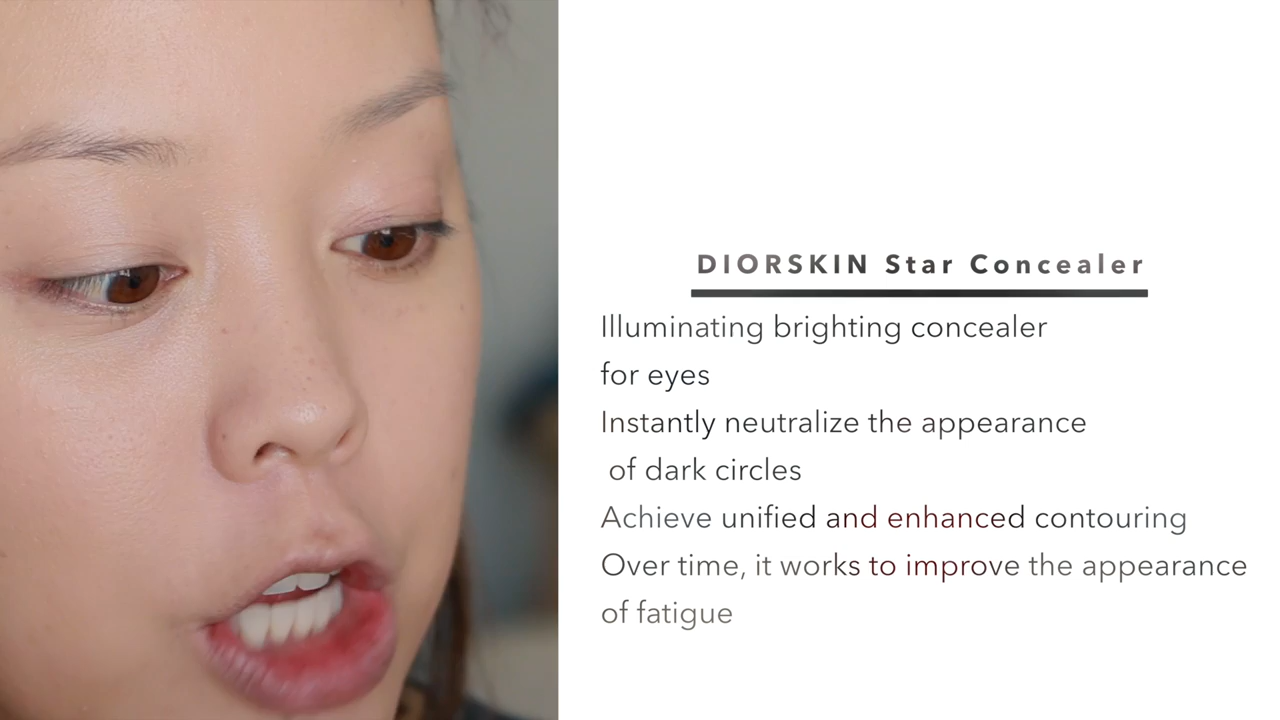 DIORSKIN Star Concealer
Illuminating brighting concealer
for eyes
Instantly neutralize the appearance
of dark circles
Achieve unified and enhanced contouring
Over time, it works to improve the appearance
of fatigue